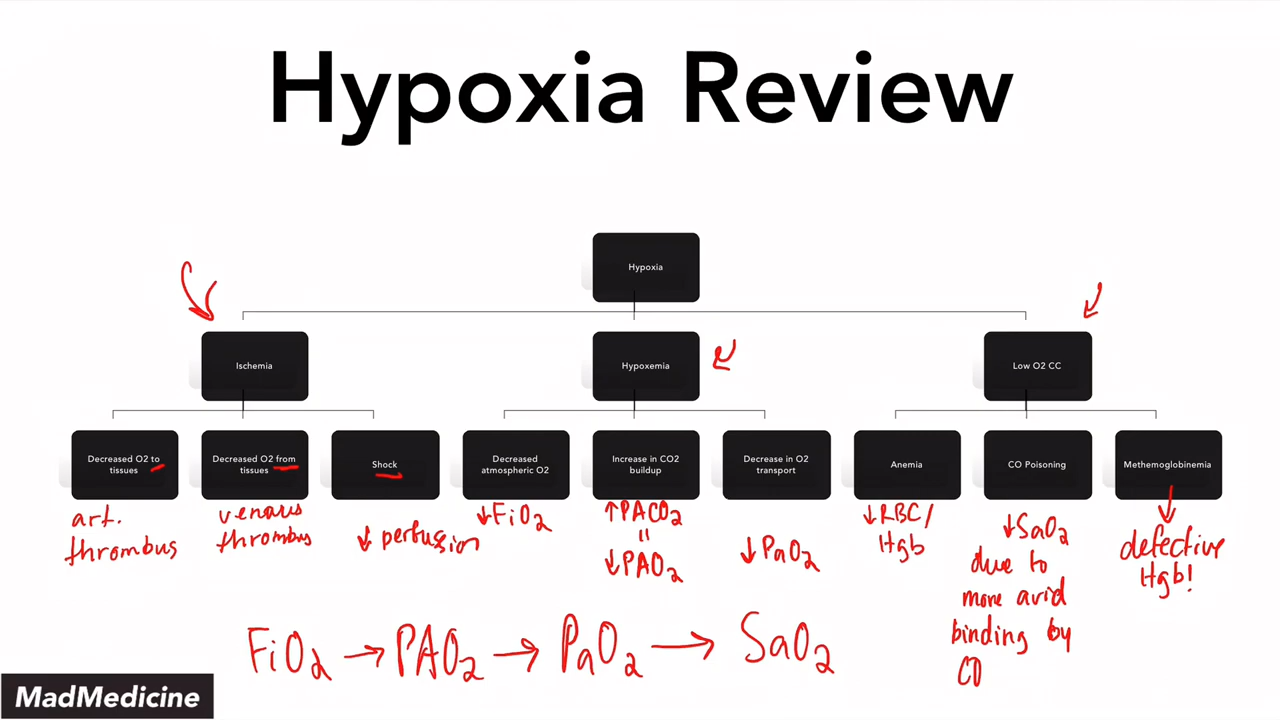 Hypoxia Review
Hypoxia
Ischemia
Hypoxemia
Low O2 CC
Decreased O2 to
tissues
Decreased O2 from
tissues
Shock
Decreased
atmospheric O2
Increase in CO2
buildup
Decrease in O2
transport
Anemia
CO Poisoning
Methemoglobinemia
art.
thrombus
venous
thrombus
↓ perfusion
↓FiO2
↑PACO2
=
↓PAO2
↓PaO2
↓RBC/
Hgb
↓SaO2
due to
more avid
binding by
CO
defective
Hgb!
FiO2 → PAO2 → PaO2 → SaO2
MadMedicine